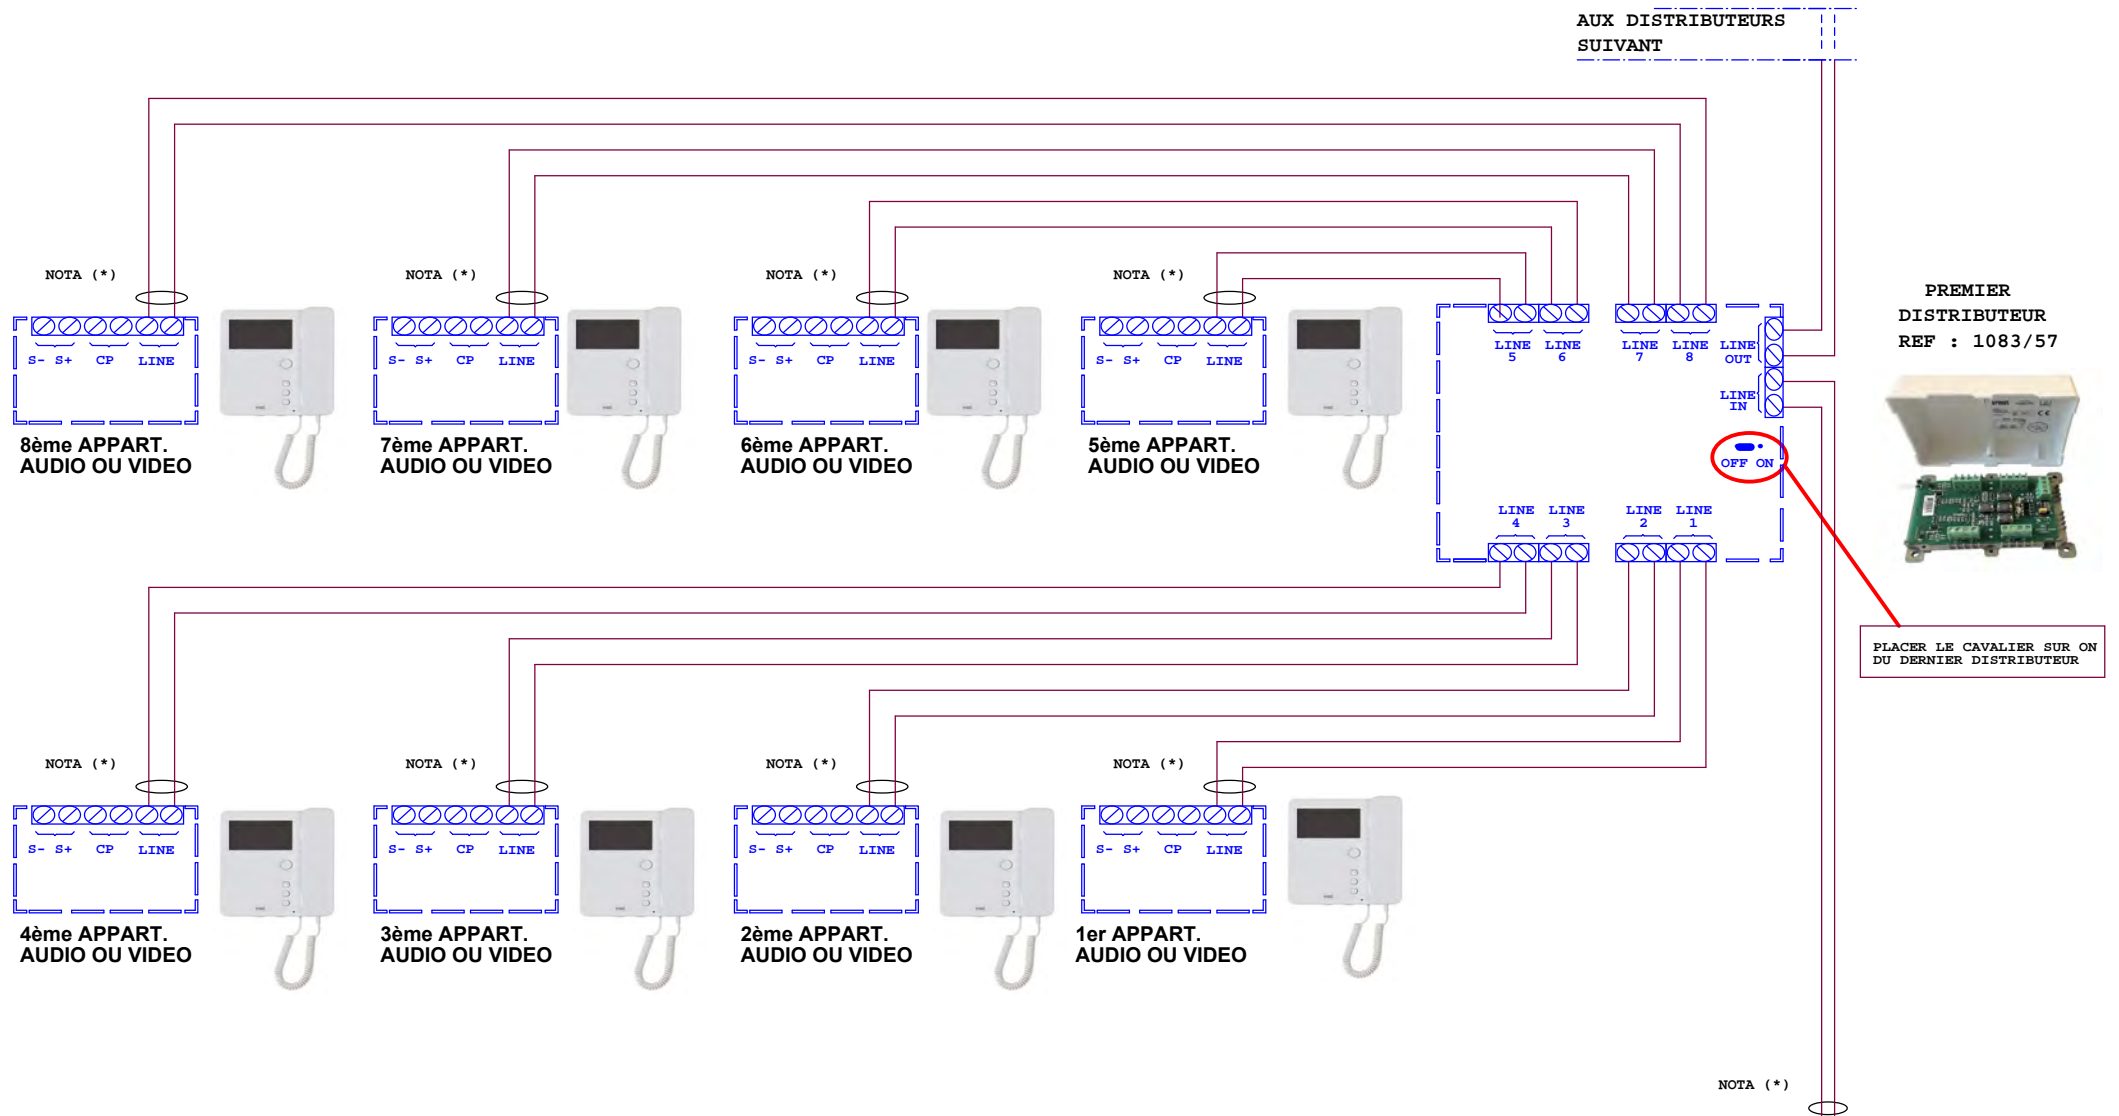 AUX DISTRIBUTEURS
SUIVANT
NOTA (*)
NOTA (*)
NOTA (*)
NOTA (*)
S- S+ CP LINE
S- S+ CP LINE
S- S+ CP LINE
S- S+ CP LINE
8ème APPART.
AUDIO OU VIDEO
7ème APPART.
AUDIO OU VIDEO
6ème APPART.
AUDIO OU VIDEO
5ème APPART.
AUDIO OU VIDEO
LINE
5
LINE
6
LINE
7
LINE
8
LINE
OUT
LINE
IN
OFF ON
LINE
4
LINE
3
LINE
2
LINE
1
PREMIER
DISTRIBUTEUR
REF : 1083/57
PLACER LE CAVALIER SUR ON
DU DERNIER DISTRIBUTEUR
NOTA (*)
NOTA (*)
NOTA (*)
NOTA (*)
S- S+ CP LINE
S- S+ CP LINE
S- S+ CP LINE
S- S+ CP LINE
4ème APPART.
AUDIO OU VIDEO
3ème APPART.
AUDIO OU VIDEO
2ème APPART.
AUDIO OU VIDEO
1er APPART.
AUDIO OU VIDEO
NOTA (*)